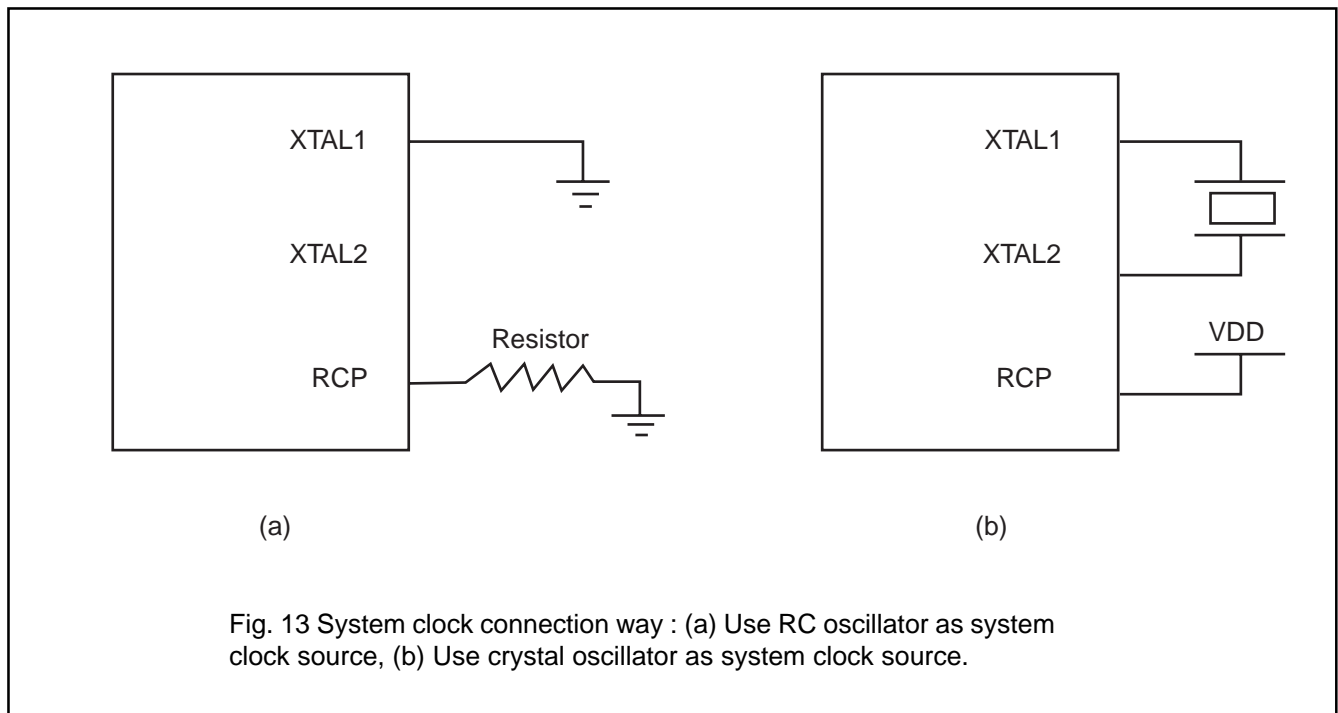 XTAL1
XTAL2
Resistor
RCP
(a)
XTAL1
XTAL2
VDD
RCP
(b)
Fig. 13 System clock connection way : (a) Use RC oscillator as system
clock source, (b) Use crystal oscillator as system clock source.